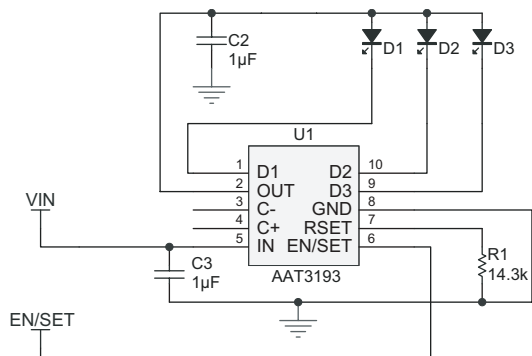 C2
1µF
D1 D2 D3
U1
1 D1 D2 10
2 OUT D3 9
3 C- GND 8
4 C+ RSET 7
5 IN EN/SET 6
AAT3193
VIN
C3
1µF
R1
14.3k
EN/SET